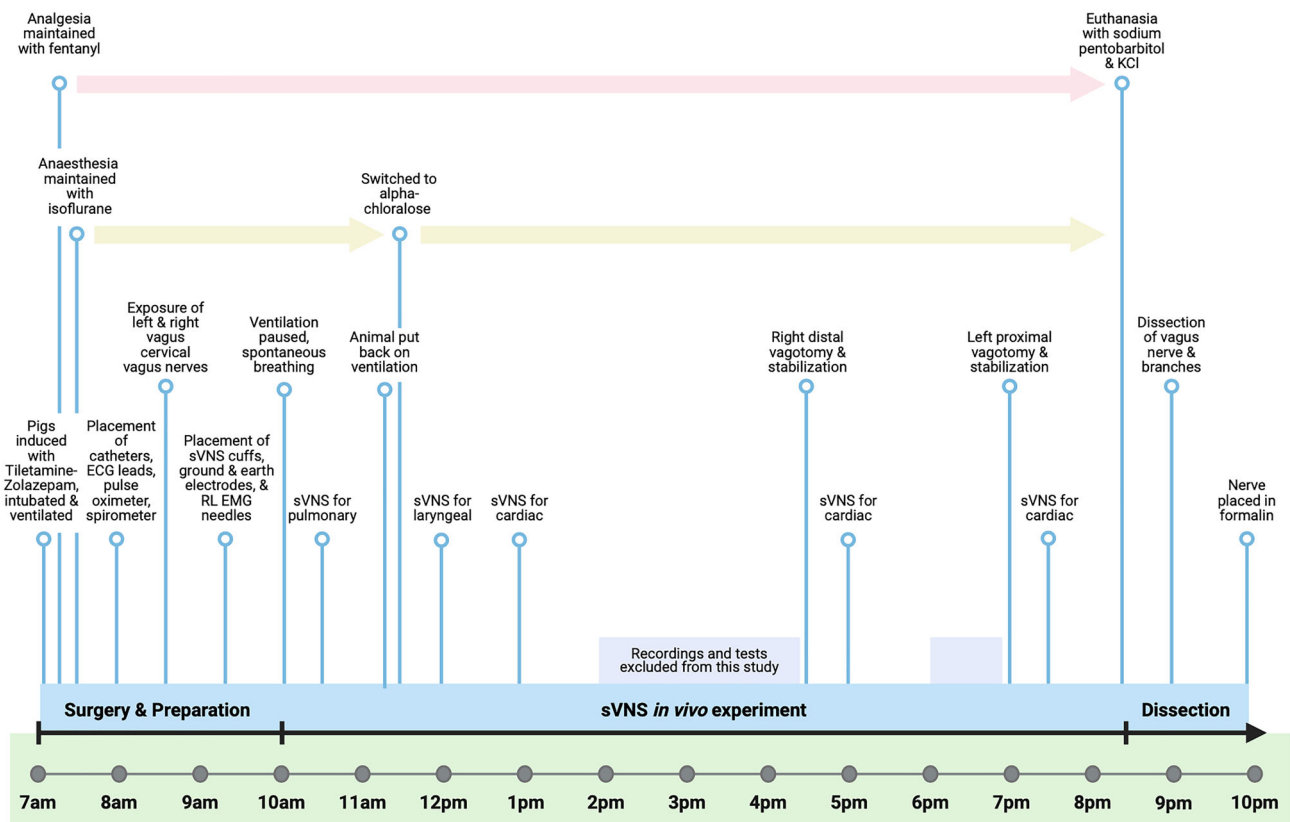 Analgesia
maintained
with fentanyl
Euthanasia
with sodium
pentobarbitol
& KCl
Anaesthesia
maintained
with
isoflurane
Switched to
alpha-
chloralose
Exposure of
left & right
vagus
cervical
vagus nerves
Ventilation
paused,
spontaneous
breathing
Animal put
back on
ventilation
Right distal
vagotomy &
stabilization
Left proximal
vagotomy &
stabilization
Dissection
of vagus
nerve &
branches
Pigs
induced
with
Tiletamine-
Zolazepam,
intubated &
ventilated
Placement
of
catheters,
ECG leads,
pulse
oximeter,
spirometer
Placement of
sVNS cuffs,
ground & earth
electrodes, &
RL EMG
needles
sVNS for
pulmonary
sVNS for
laryngeal
sVNS for
cardiac
sVNS for
cardiac
sVNS for
cardiac
Nerve
placed in
formalin
Recordings and tests
excluded from this study
Surgery & Preparation
sVNS in vivo experiment
Dissection
7am 8am 9am 10am 11am 12pm 1pm 2pm 3pm 4pm 5pm 6pm 7pm 8pm 9pm 10pm